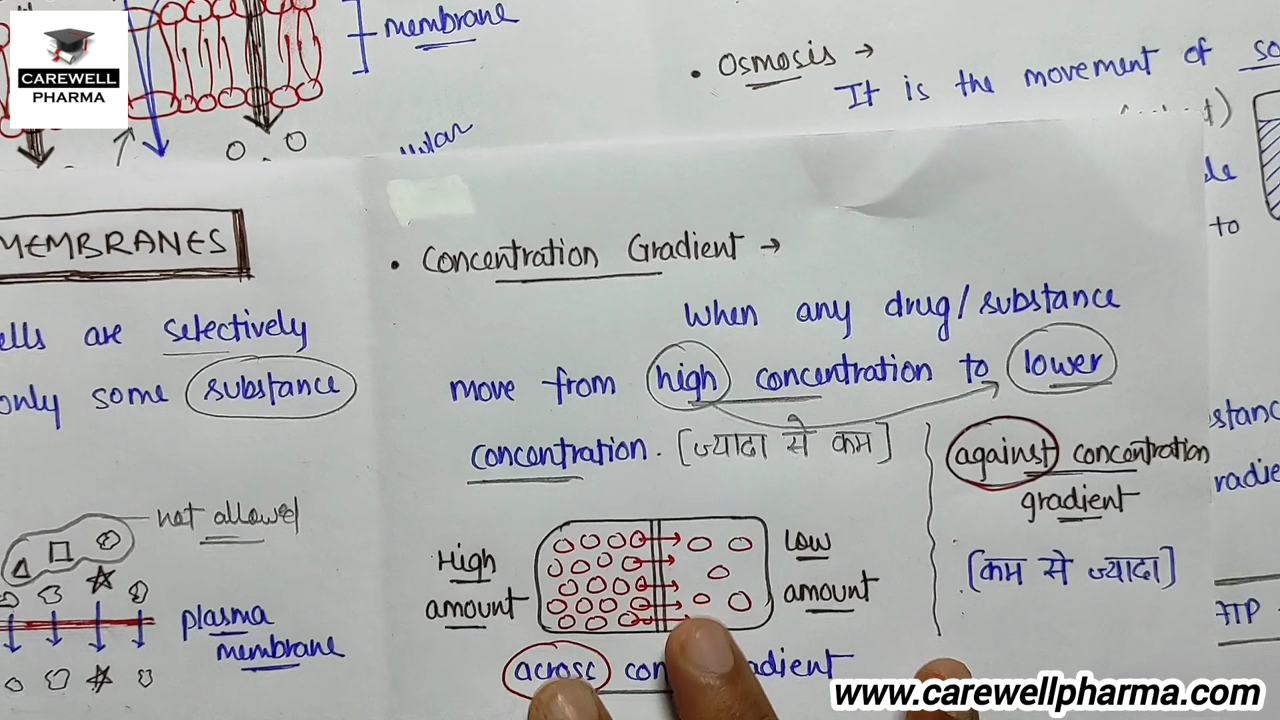 CAREWELL
PHARMA
membrane
• Osmosis →
It is the movement of
to
MEMBRANES
are selectively
only some substance
not allowed
plasma
membrane
• Concentration Gradient →
When any drug/substance
move from high concentration to lower
concentration. [ज्यादा से कम]
High
amount
Low
amount
against concentration
gradient
[कम से ज्यादा]
www.carewellpharma.com